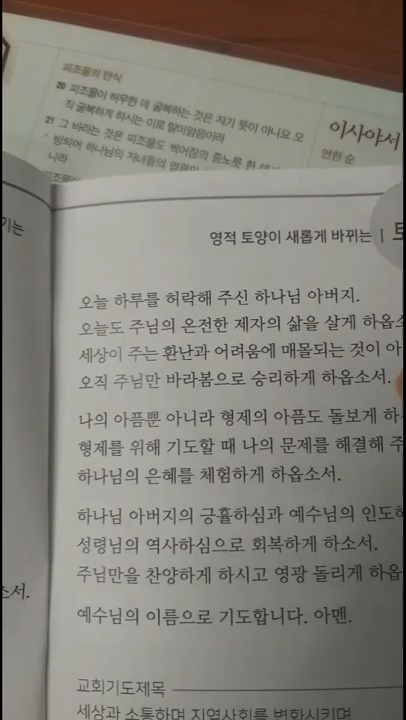 피조물의 탄식
20 피조물이 허무한 데 굴복하는 것은 자기 뜻이 아니요 오
직 굴복하게 하시는 이로 말미암음이라
21 그 바라는 것은 피조물도 썩어짐의 종노릇 한 데
방되어 하나님의 자녀들의 영광의
니라
이사야서
기는
영적 토양이 새롭게 바뀌는 |
오늘 하루를 허락해 주신 하나님 아버지.
오늘도 주님의 온전한 제자의 삶을 살게 하옵소
세상이 주는 환난과 어려움에 매몰되는 것이 아
오직 주님만 바라봄으로 승리하게 하옵소서.
나의 아픔뿐 아니라 형제의 아픔도 돌보게 하
형제를 위해 기도할 때 나의 문제를 해결해 주
하나님의 은혜를 체험하게 하옵소서.
하나님 아버지의 긍휼하심과 예수님의 인도하
성령님의 역사하심으로 회복하게 하소서.
주님만을 찬양하게 하시고 영광 돌리게 하옵
소서.
예수님의 이름으로 기도합니다. 아멘.
교회기도제목
세상과 소통하며 지역사회를 변화시키며